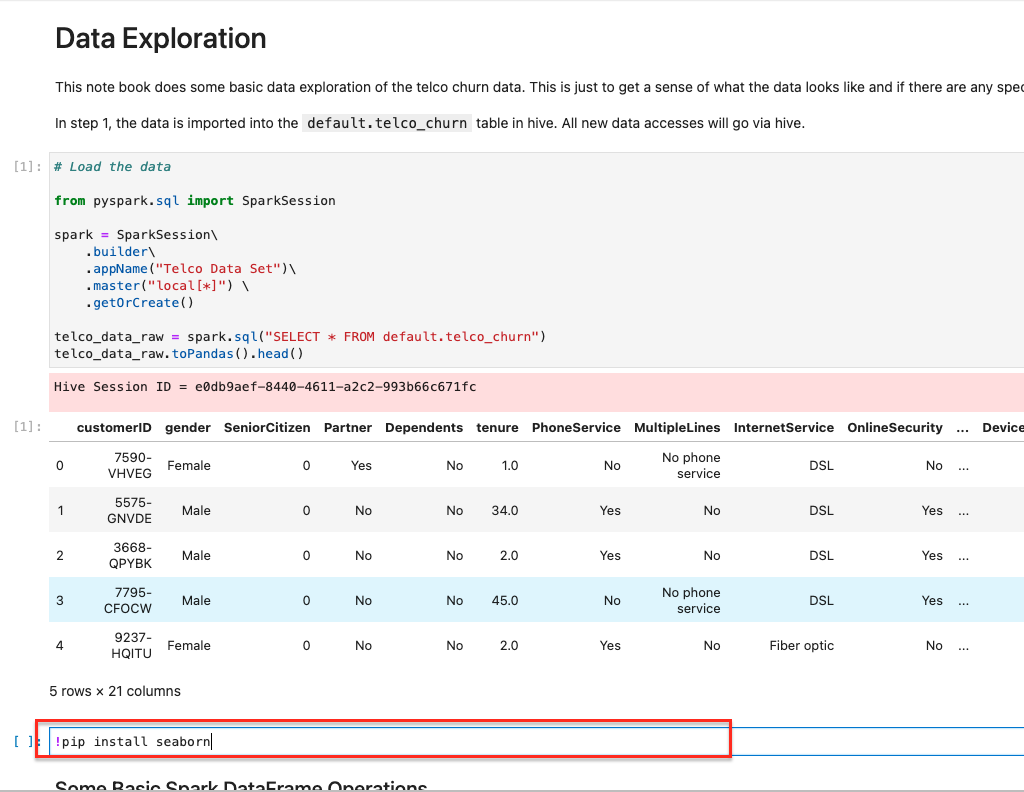 Data Exploration
This note book does some basic data exploration of the telco churn data. This is just to get a sense of what the data looks like and if there are any
In step 1, the data is imported into the default.telco_churn table in hive. All new data accesses will go via hive.
[1]: # Load the data
from pyspark.sql import SparkSession
spark = SparkSession\
.builder\
.appName("Telco Data Set")\
.master("local[*]") \
.getOrCreate()
telco_data_raw = spark.sql("SELECT * FROM default.telco_churn")
telco_data_raw.toPandas().head()
Hive Session ID = e0db9aef-8440-4611-a2c2-993b66c671fc
[1]: customerID gender SeniorCitizen Partner Dependents tenure PhoneService MultipleLines InternetService OnlineSecurity ... Device
0 7590-VHVEG Female 0 Yes No 1.0 No No phone service DSL No ...
1 5575-GNVDE Male 0 No No 34.0 Yes No DSL Yes ...
2 3668-QPYBK Male 0 No No 2.0 Yes No DSL Yes ...
3 7795-CFOCW Male 0 No No 45.0 No No phone service DSL Yes ...
4 9237-HQITU Female 0 No No 2.0 Yes No Fiber optic No ...
5 rows × 21 columns
[ ]: !pip install seaborn
Some Basic Spark DataFrame Operations